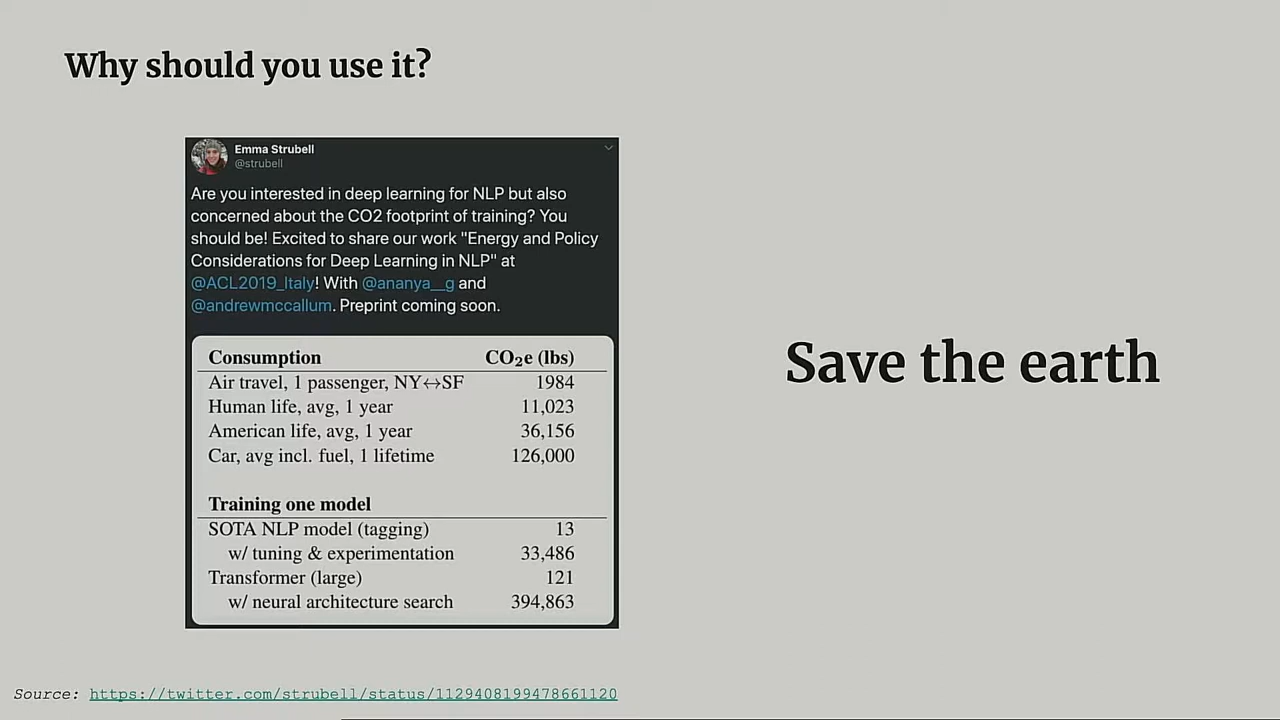 Why should you use it?
Emma Strubell
@strubell
Are you interested in deep learning for NLP but also
concerned about the CO2 footprint of training? You
should be! Excited to share our work "Energy and Policy
Considerations for Deep Learning in NLP" at
@ACL2019_Italy! With @ananya__g and
@andrewmccallum. Preprint coming soon.
Consumption CO₂e (lbs)
Air travel, 1 passenger, NY↔SF 1984
Human life, avg, 1 year 11,023
American life, avg, 1 year 36,156
Car, avg incl. fuel, 1 lifetime 126,000
Training one model
SOTA NLP model (tagging) 13
w/ tuning & experimentation 33,486
Transformer (large) 121
w/ neural architecture search 394,863
Save the earth
Source: https://twitter.com/strubell/status/1129408199478661120